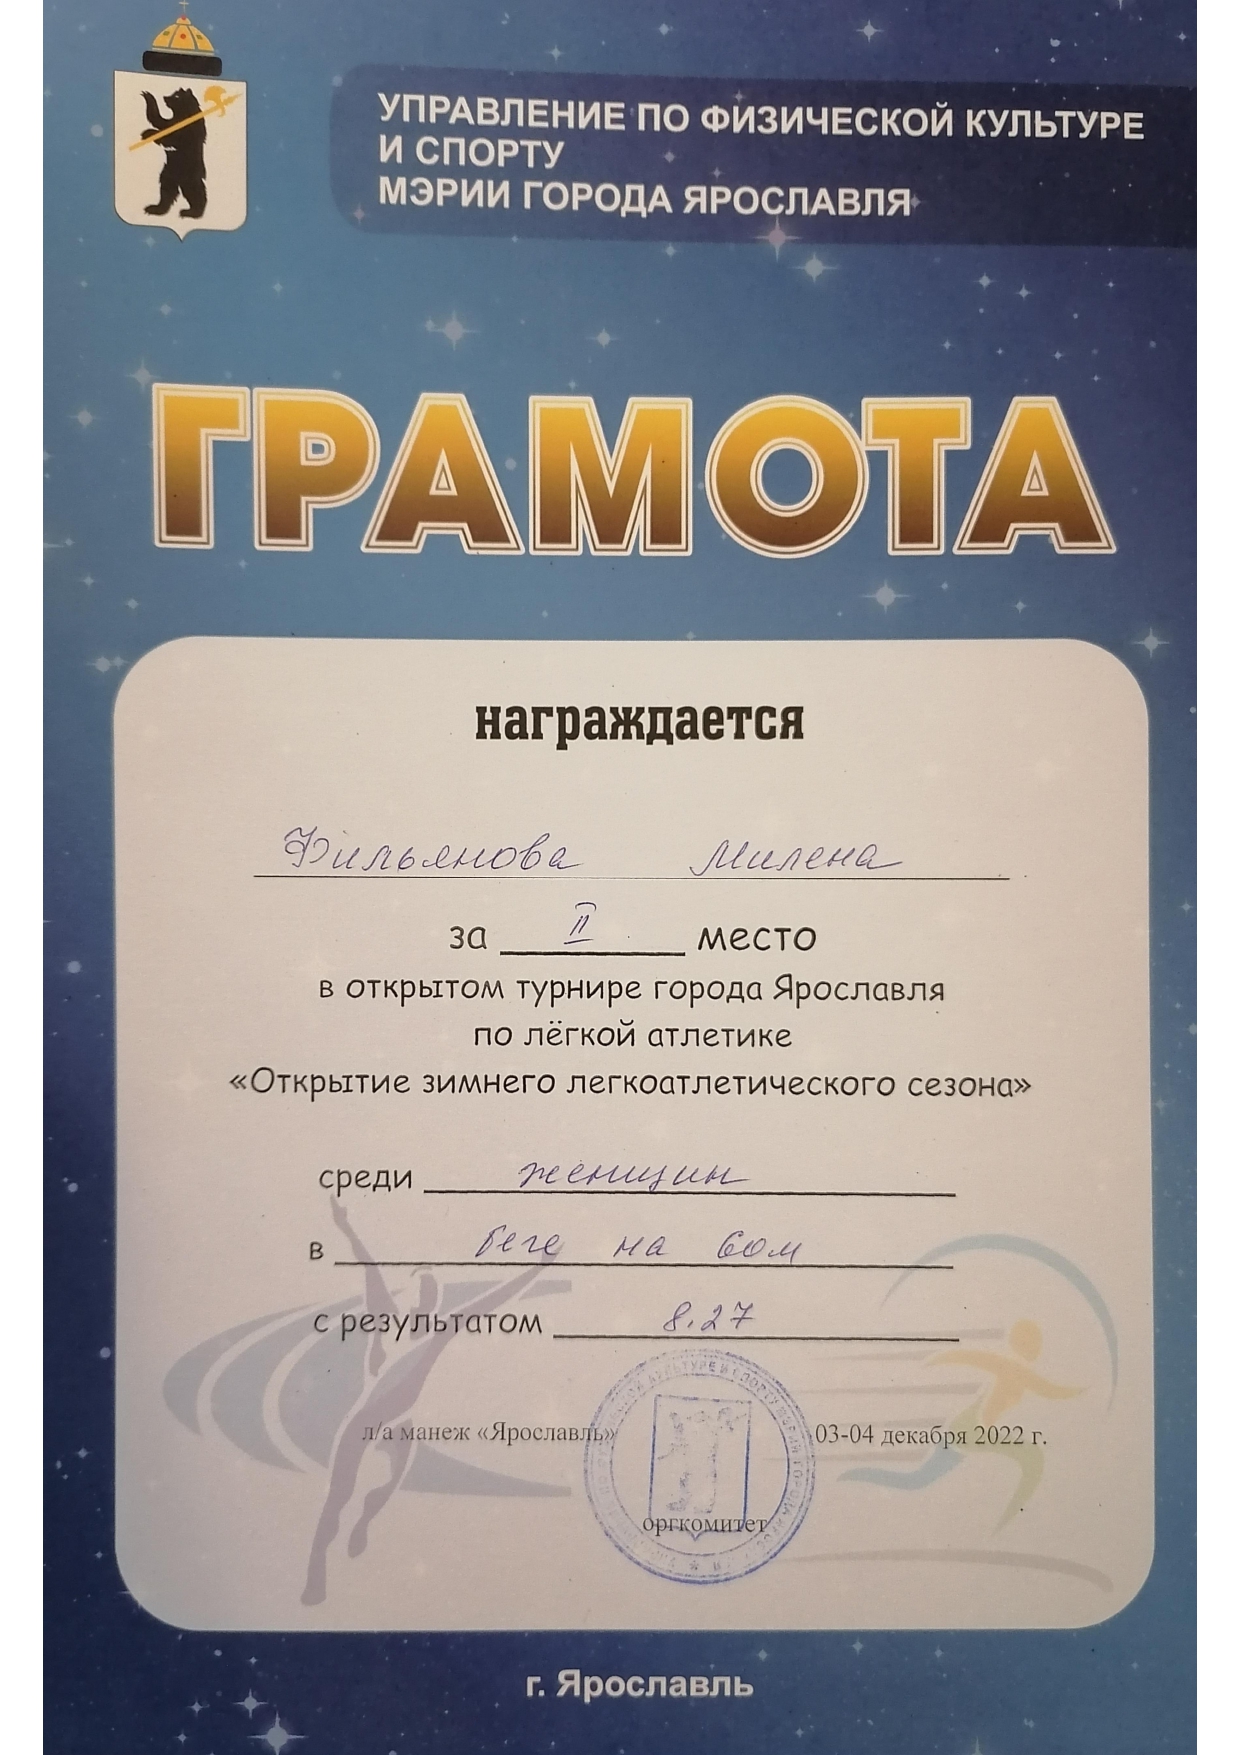 УПРАВЛЕНИЕ ПО ФИЗИЧЕСКОЙ КУЛЬТУРЕ
И СПОРТУ
МЭРИИ ГОРОДА ЯРОСЛАВЛЯ
ГРАМОТА
награждается
Фильянова Милена
за II место
в открытом турнире города Ярославля
по лёгкой атлетике
«Открытие зимнего легкоатлетического сезона»
среди женщин
в беге на 60м
с результатом 8.27
л/а манеж «Ярославль» 03-04 декабря 2022 г.
оргкомитет
г. Ярославль